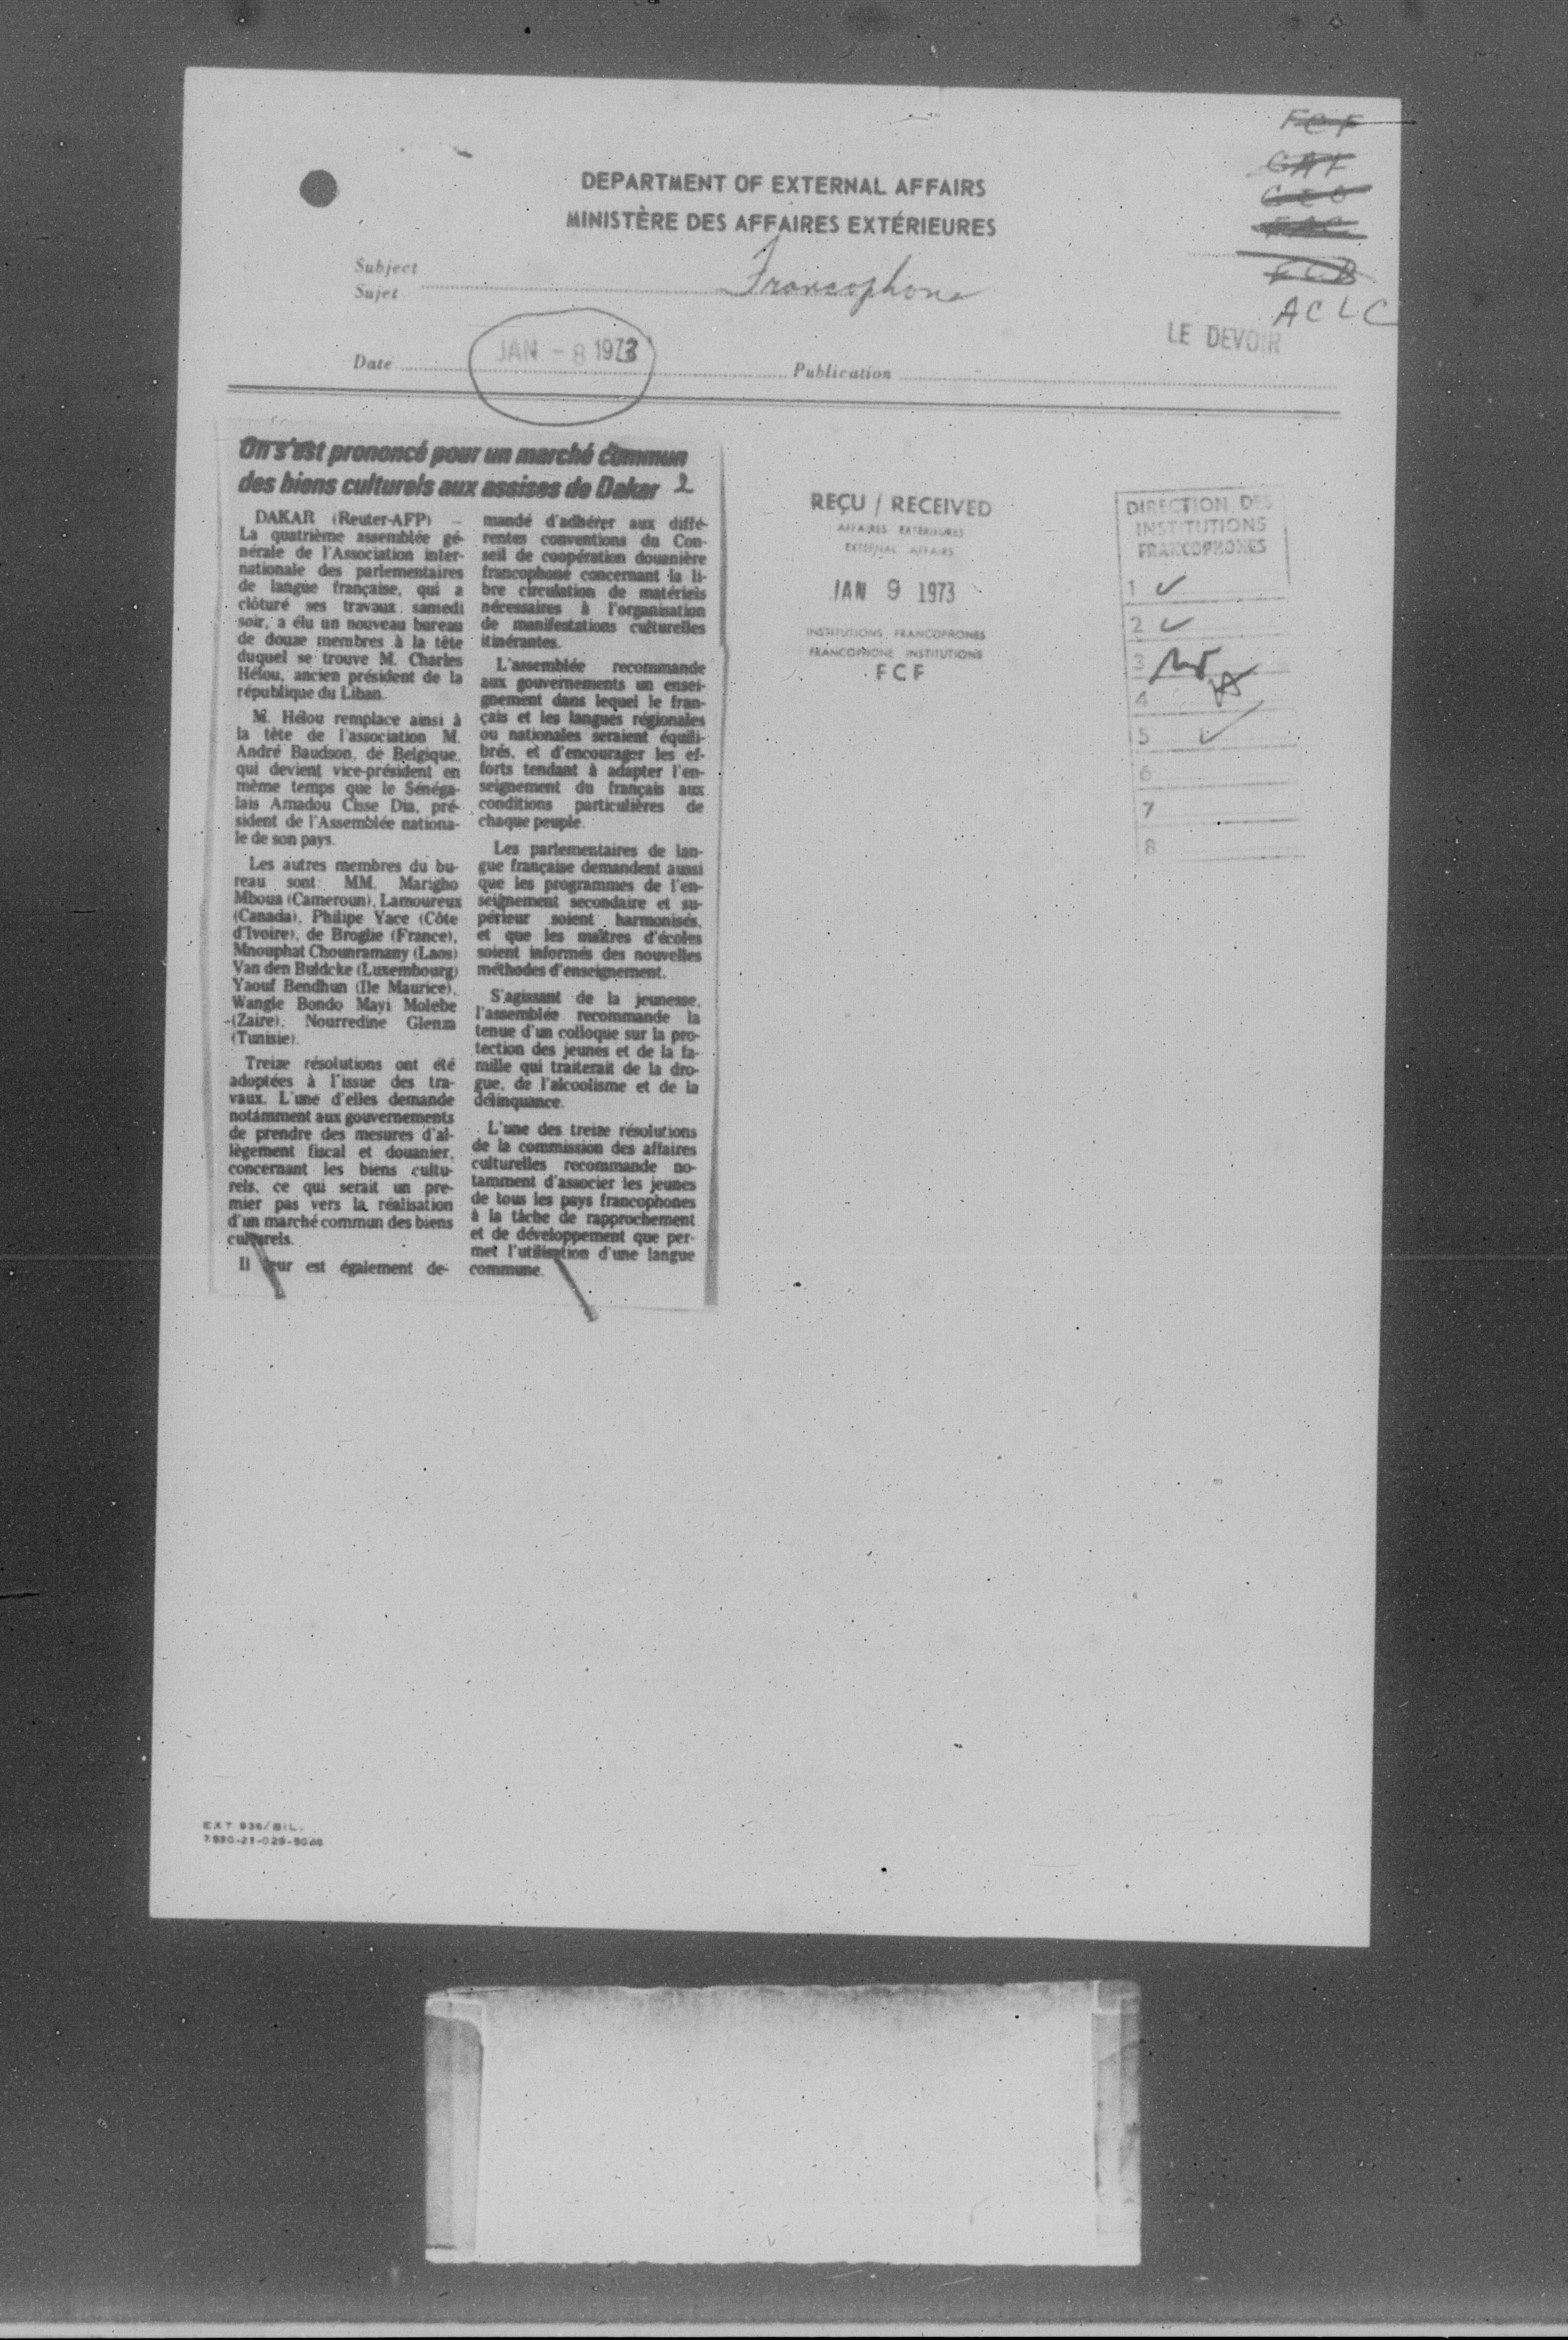 FCF
GAF
GEO
FCB
ACLC
DEPARTMENT OF EXTERNAL AFFAIRS
MINISTÈRE DES AFFAIRES EXTÉRIEURES
Subject
Sujet
Francophone
LE DEVOIR
Date
JAN - 8 1973
Publication
On s'est prononcé pour un marché commun
des biens culturels aux assises de Dakar 2
DAKAR (Reuter-AFP) –
La quatrième assemblée gé-
nérale de l'Association inter-
nationale des parlementaires
de langue française, qui a
clôturé ses travaux samedi
soir, a élu un nouveau bureau
de douze membres à la tête
duquel se trouve M. Charles
Hélou, ancien président de la
république du Liban.
M. Hélou remplace ainsi à
la tête de l'association M.
André Baudson, de Belgique,
qui devient vice-président en
même temps que le Sénéga-
lais Amadou Cisse Dia, pré-
sident de l'Assemblée nationa-
le de son pays.
Les autres membres du bu-
reau sont: MM. Marigho
Mboua (Cameroun), Lamoureux
(Canada), Philipe Yace (Côte
d'Ivoire), de Broglie (France),
Mnouphat Chounramany (Laos)
Van den Buldcke (Luxembourg)
Yaouf Bendhun (Ile Maurice),
Wangle Bondo Mayi Molebe
(Zaire), Nourredine Glenza
(Tunisie).
Treize résolutions ont été
adoptées à l'issue des tra-
vaux. L'une d'elles demande
notamment aux gouvernements
de prendre des mesures d'al-
lègement fiscal et douanier,
concernant les biens cultu-
rels, ce qui serait un pre-
mier pas vers la réalisation
d'un marché commun des biens
culturels.
Il leur est également de-
mandé d'adhérer aux diffé-
rentes conventions du Con-
seil de coopération douanière
francophone concernant la li-
bre circulation de matériels
nécessaires à l'organisation
de manifestations culturelles
itinérantes.
L'assemblée recommande
aux gouvernements un ensei-
gnement dans lequel le fran-
çais et les langues régionales
ou nationales seraient équili-
brés, et d'encourager les ef-
forts tendant à adapter l'en-
seignement du français aux
conditions particulières de
chaque peuple.
Les parlementaires de lan-
gue française demandent aussi
que les programmes de l'en-
seignement secondaire et su-
périeur soient harmonisés,
et que les maîtres d'écoles
soient informés des nouvelles
méthodes d'enseignement.
S'agissant de la jeunesse,
l'assemblée recommande la
tenue d'un colloque sur la pro-
tection des jeunes et de la fa-
mille qui traiterait de la dro-
gue, de l'alcoolisme et de la
délinquance.
L'une des treize résolutions
de la commission des affaires
culturelles recommande no-
tamment d'associer les jeunes
de tous les pays francophones
à la tâche de rapprochement
et de développement que per-
met l'utilisation d'une langue
commune.
REÇU / RECEIVED
AFFAIRES EXTÉRIEURES
EXTERNAL AFFAIRS
JAN 9 1973
INSTITUTIONS FRANCOPHONES
FRANCOPHONE INSTITUTIONS
FCF
DIRECTION DES
INSTITUTIONS
FRANCOPHONES
1
2
3
4
5
6
7
8
EXT 936/BIL.
7530-21-029-5046